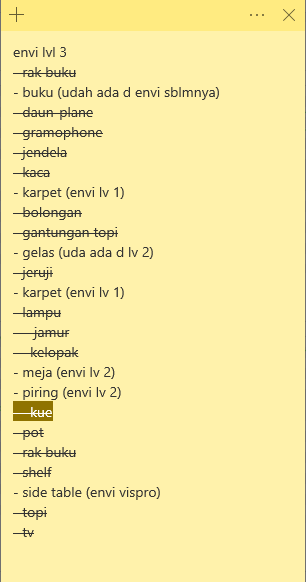 envi lvl 3
- rak buku
- buku (udah ada d envi sblmnya)
- daun plane
- gramophone
- jendela
- kaca
- karpet (envi lv 1)
- bolongan
- gantungan topi
- gelas (uda ada d lv 2)
- jeruji
- karpet (envi lv 1)
- lampu
- jamur
- kelopak
- meja (envi lv 2)
- piring (envi lv 2)
- kue
- pot
- rak buku
- shelf
- side table (envi vispro)
- topi
- tv